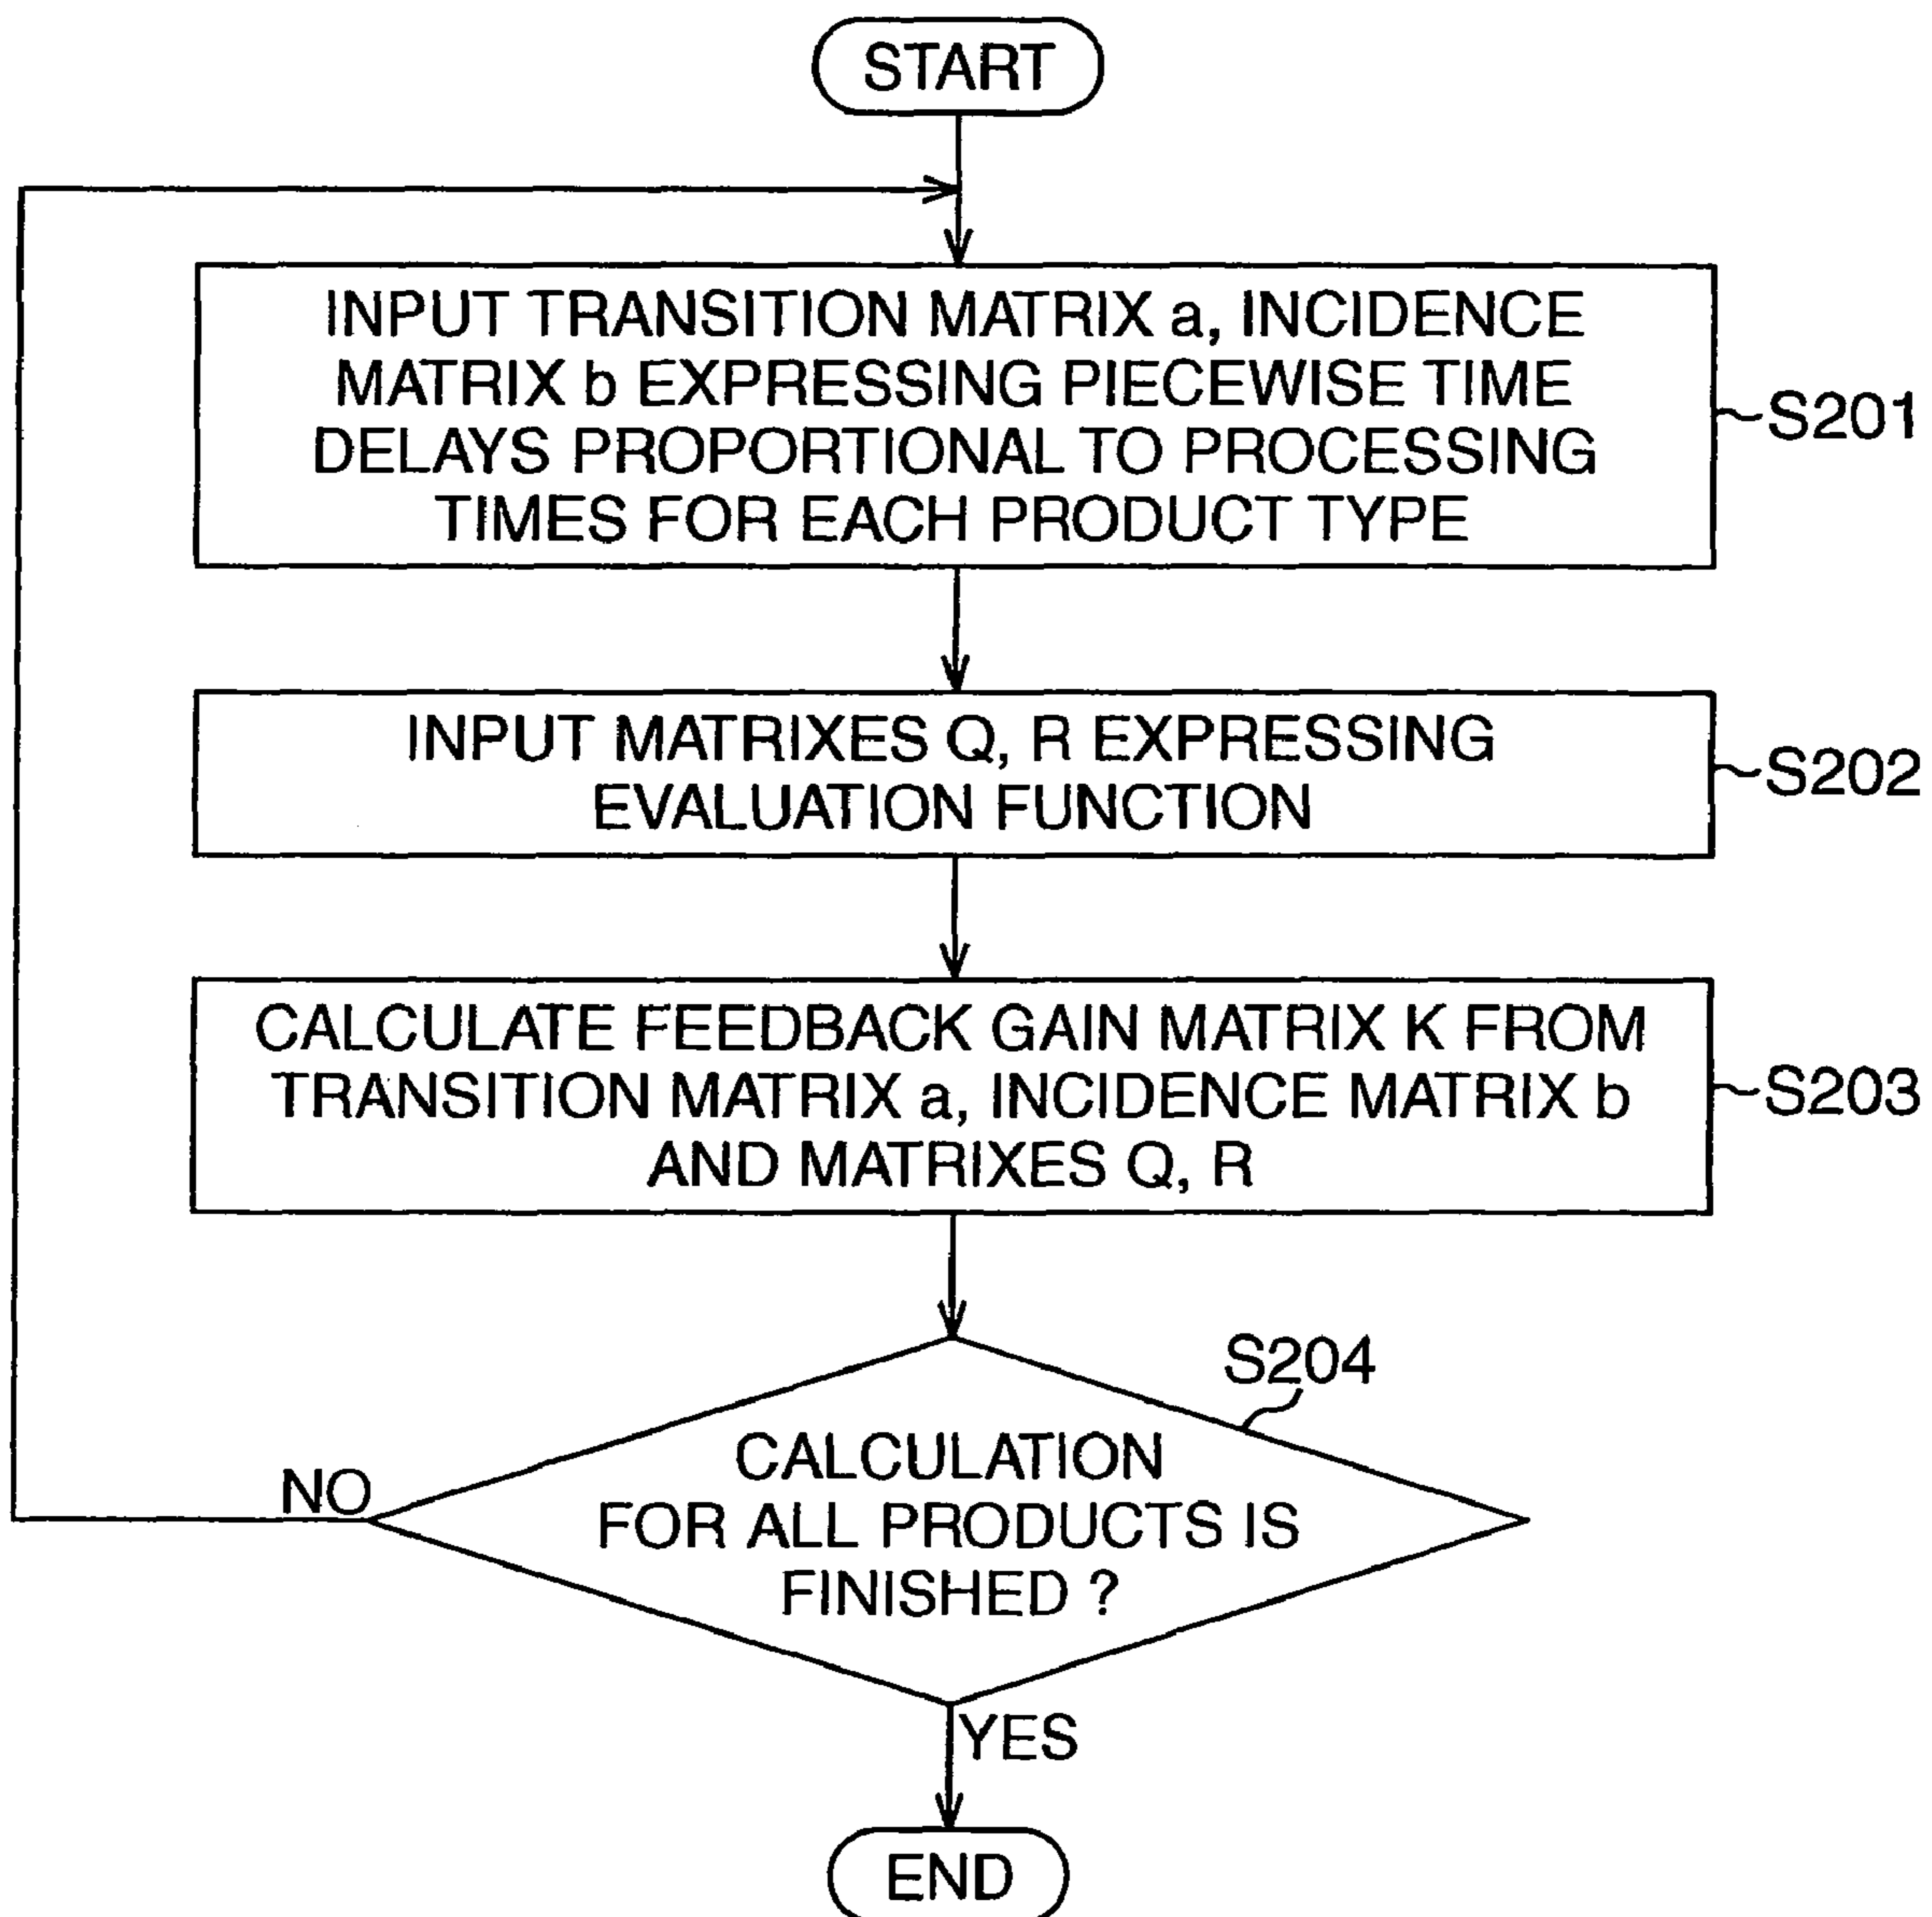 START
INPUT TRANSITION MATRIX a, INCIDENCE
MATRIX b EXPRESSING PIECEWISE TIME
DELAYS PROPORTIONAL TO PROCESSING
TIMES FOR EACH PRODUCT TYPE
S201
INPUT MATRIXES Q, R EXPRESSING
EVALUATION FUNCTION
S202
CALCULATE FEEDBACK GAIN MATRIX K FROM
TRANSITION MATRIX a, INCIDENCE MATRIX b
AND MATRIXES Q, R
S203
S204
CALCULATION
FOR ALL PRODUCTS IS
FINISHED ?
NO
YES
END